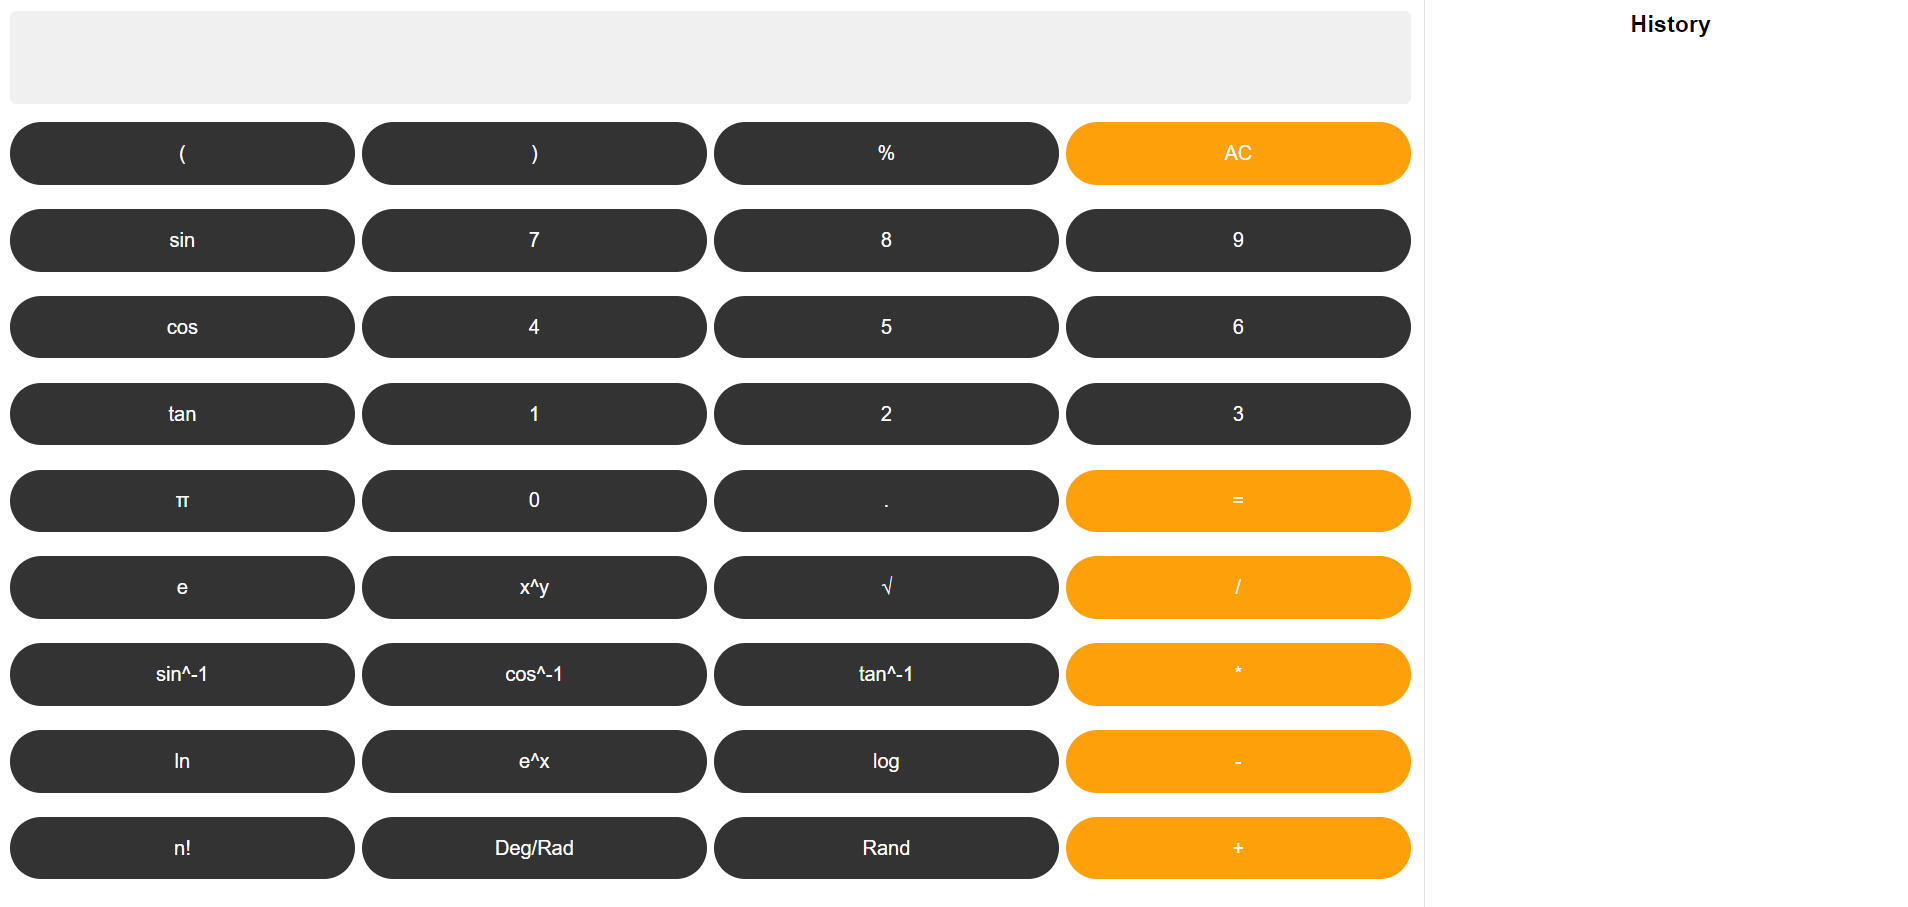 History
( ) % AC
sin 7 8 9
cos 4 5 6
tan 1 2 3
π 0 . =
e x^y √ /
sin^-1 cos^-1 tan^-1 *
ln e^x log -
n! Deg/Rad Rand +